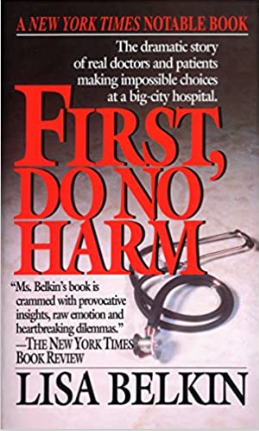 A NEW YORK TIMES NOTABLE BOOK
The dramatic story
of real doctors and patients
making impossible choices
at a big-city hospital.
FIRST,
DO NO
HARM
"Ms. Belkin's book is
crammed with provocative
insights, raw emotion and
heartbreaking dilemmas."
—THE NEW YORK TIMES
BOOK REVIEW
LISA BELKIN